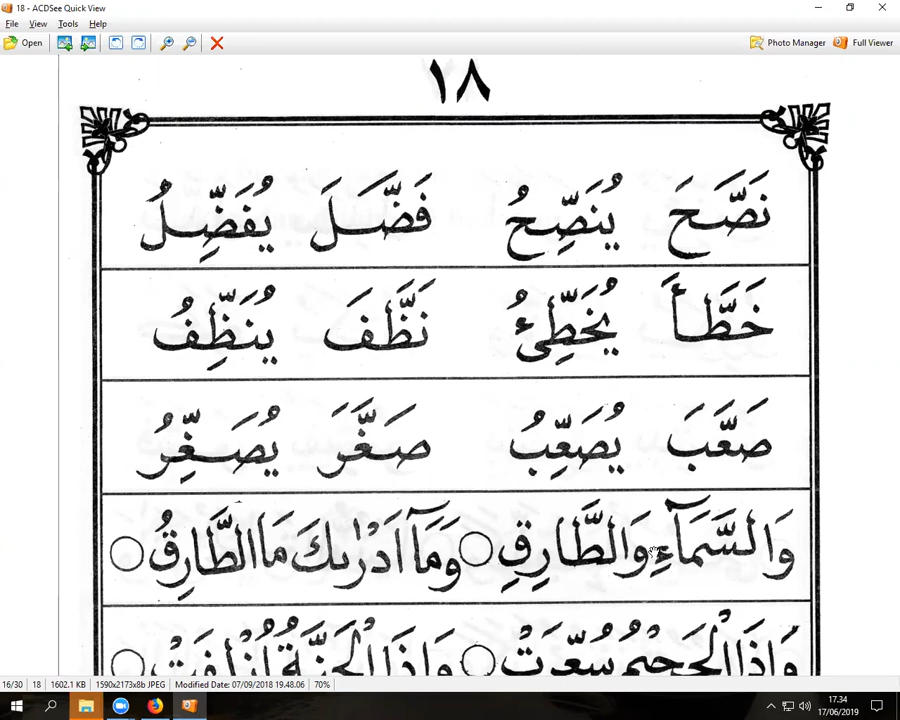 18 - ACDSee Quick View
File View Tools Help
Open Photo Manager Full Viewer
١٨
نَصَّحَ يُنَصِّحُ فَضَّلَ يُفَضِّلُ
خَطَّأَ يُخَطِّئُ نَظَّفَ يُنَظِّفُ
صَعَّبَ يُصَعِّبُ صَغَّرَ يُصَغِّرُ
وَالسَّمَآءِ وَالطَّارِقِ ○ وَمَآ اَدْرٰىكَ مَا الطَّارِقُ ○
وَاِذَا الْجَحِيْمُ سُعِّرَتْ ○ وَاِذَا الْجَنَّةُ اُزْلِفَتْ ○
16/30 18 1602.1 KB 1590x2173x8b JPEG Modified Date: 07/09/2018 19.48.06 70%
17.34
17/06/2019